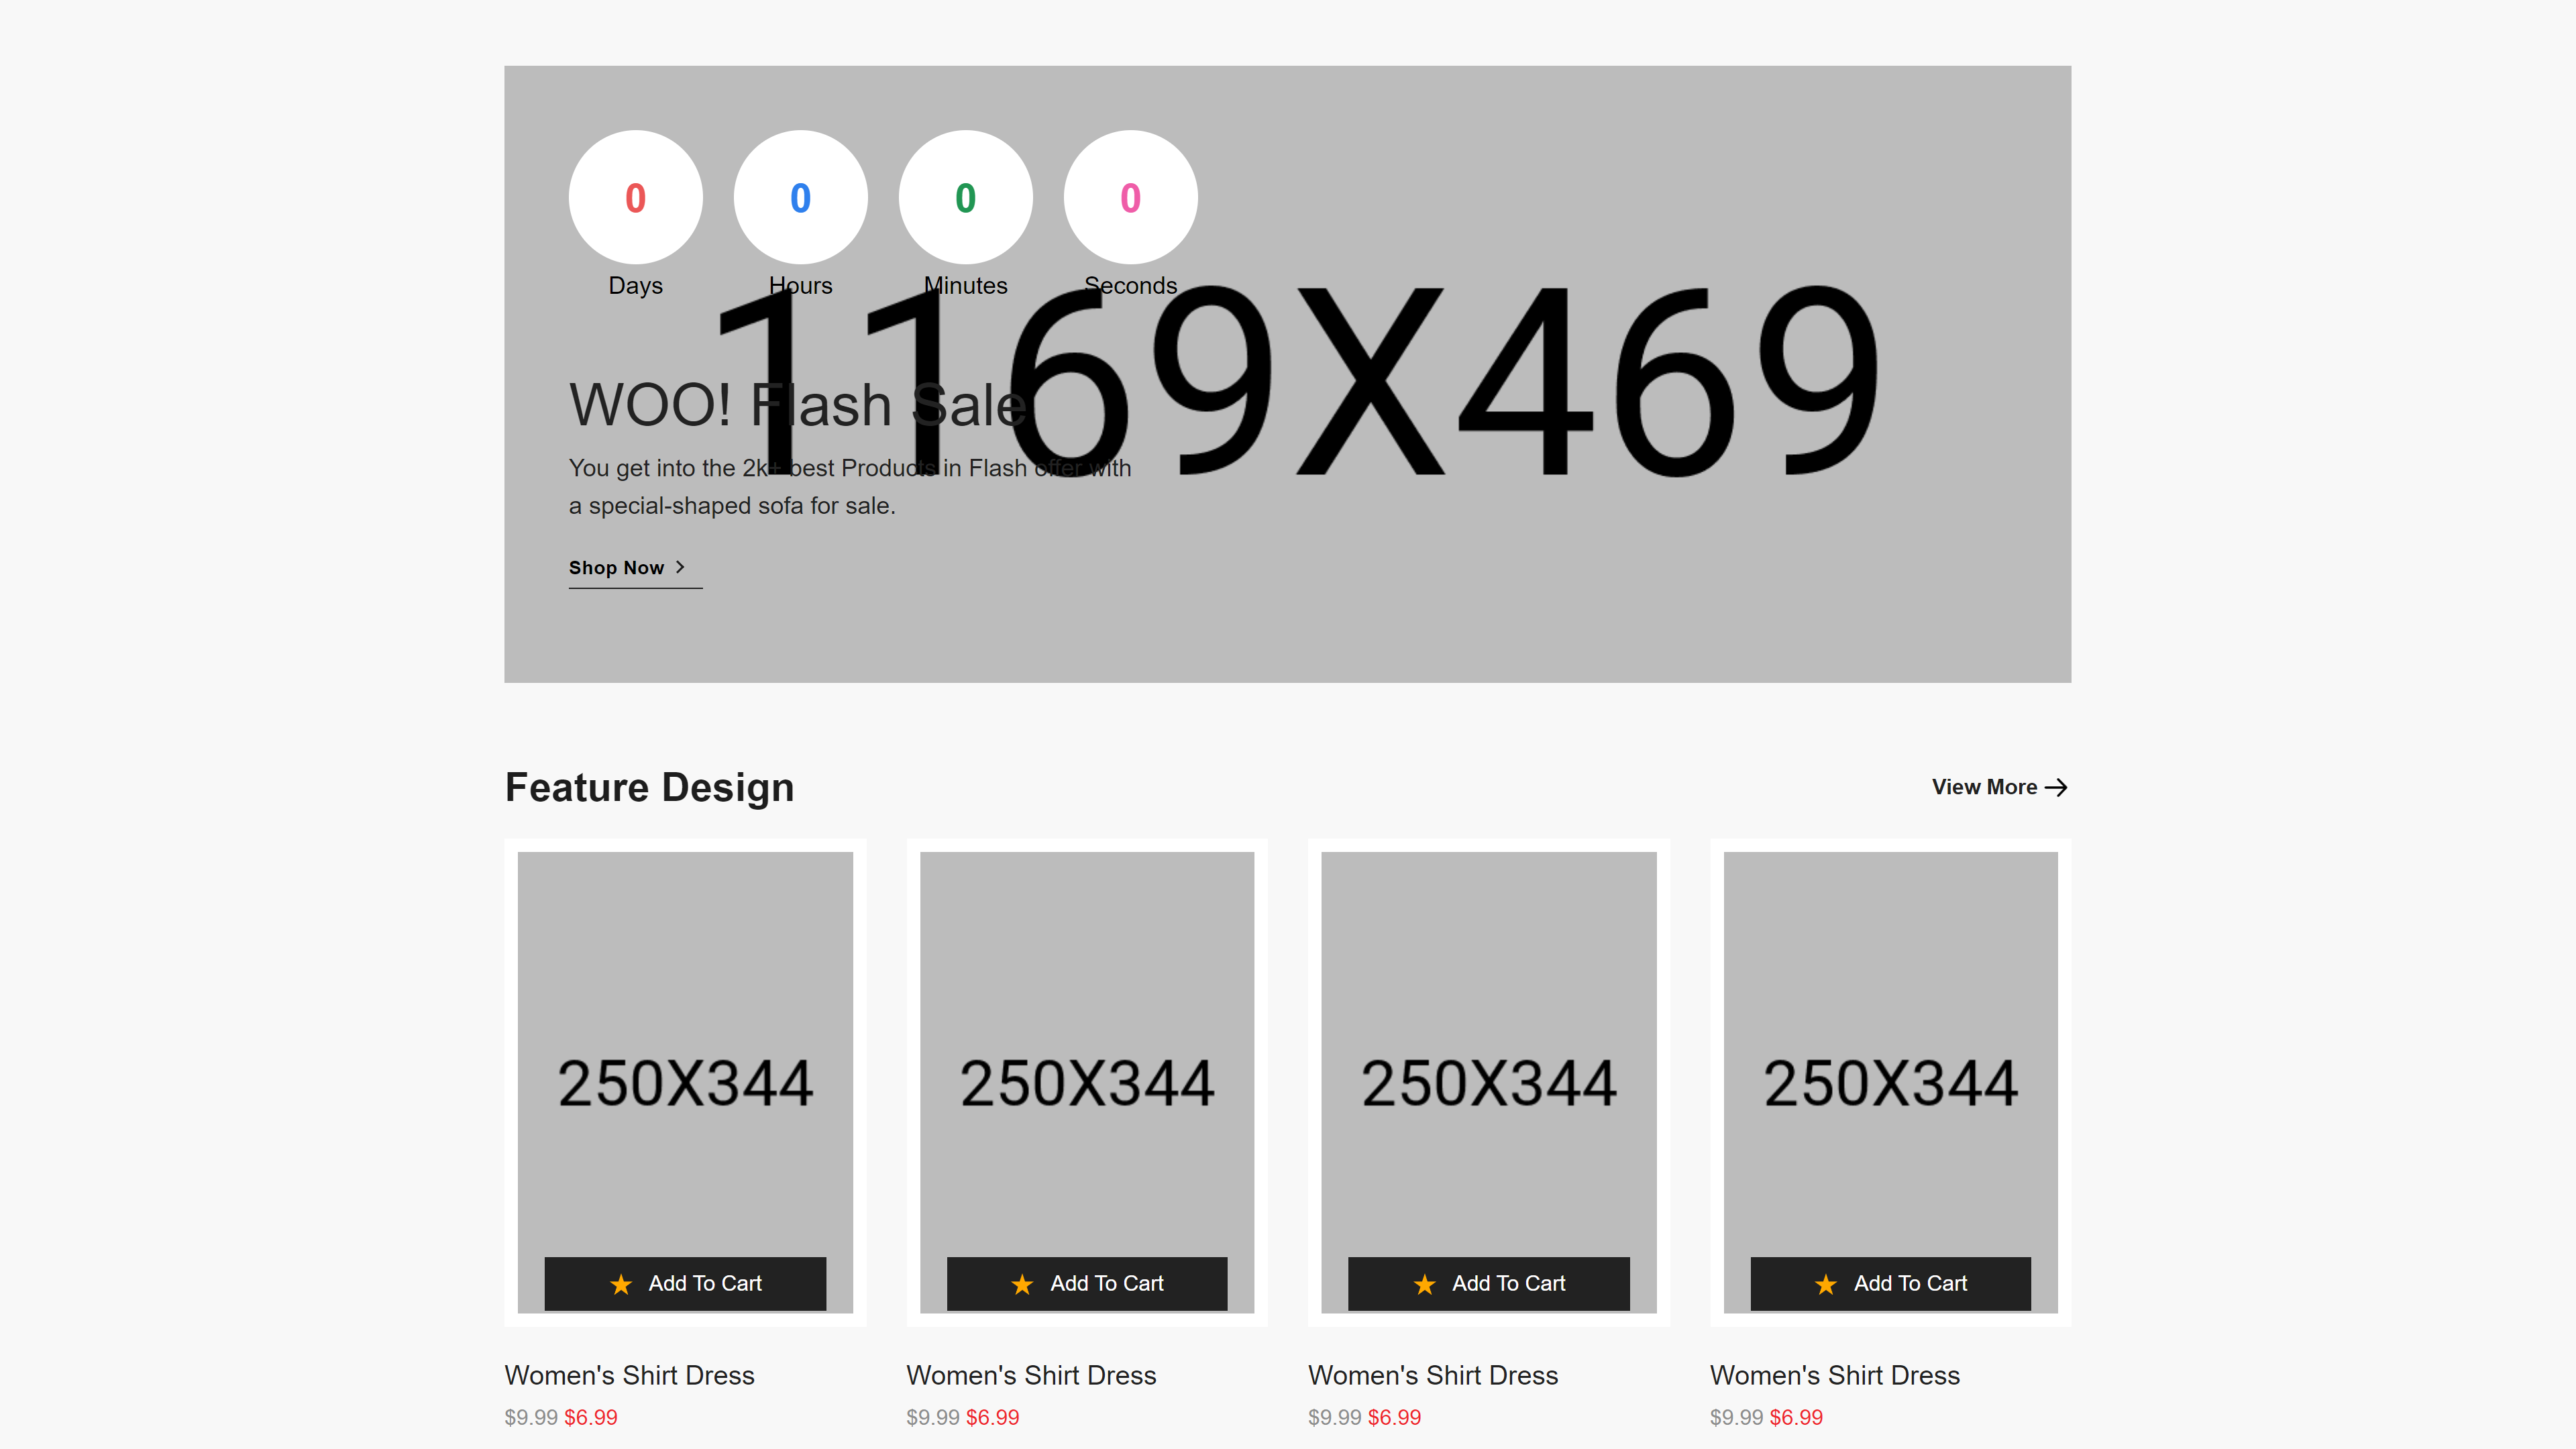 0 0 0 0
Days Hours Minutes Seconds
1169X469
WOO! Flash Sale
You get into the 2k+ best Products in Flash offer with
a special-shaped sofa for sale.
Shop Now
Feature Design
View More
250X344 250X344 250X344 250X344
Add To Cart Add To Cart Add To Cart Add To Cart
Women's Shirt Dress Women's Shirt Dress Women's Shirt Dress Women's Shirt Dress
$9.99 $6.99 $9.99 $6.99 $9.99 $6.99 $9.99 $6.99